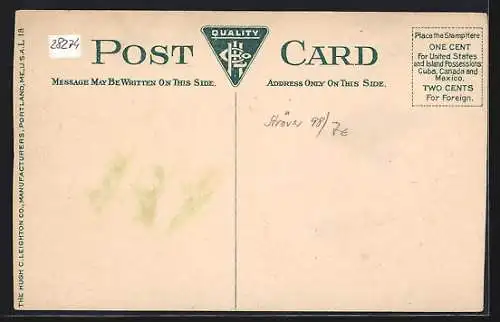 28274
QUALITY
POST CARD
MESSAGE MAY BE WRITTEN ON THIS SIDE.
ADDRESS ONLY ON THIS SIDE.
Place the Stamp Here
ONE CENT
For United States
and Island Possessions
Cuba, Canada and
Mexico.
TWO CENTS
For Foreign.
98/
THE HUGH C. LEIGHTON CO., MANUFACTURERS, PORTLAND, ME., U.S.A. L 18